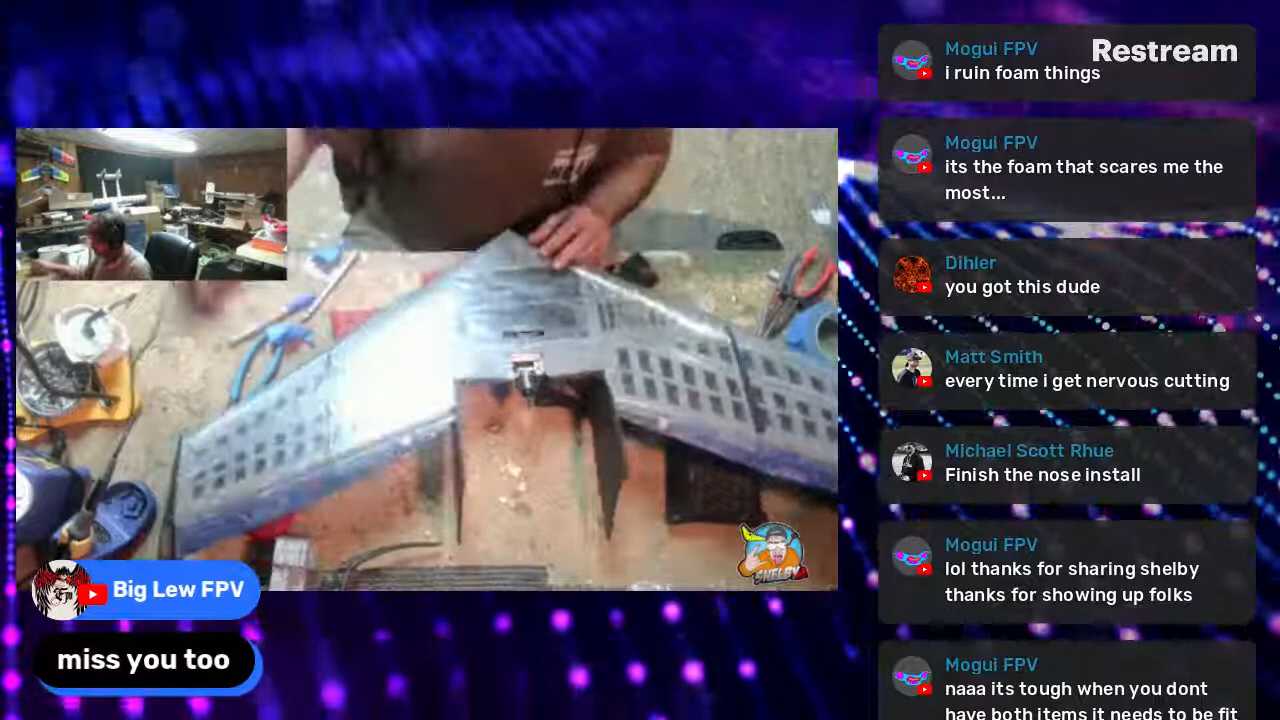 Mogui FPV
Restream
i ruin foam things
Mogui FPV
its the foam that scares me the
most...
Dihler
you got this dude
Matt Smith
every time i get nervous cutting
Michael Scott Rhue
Finish the nose install
Mogui FPV
lol thanks for sharing shelby
thanks for showing up folks
Mogui FPV
naaa its tough when you dont
have both items it needs to be fit
SHELBY
Big Lew FPV
miss you too